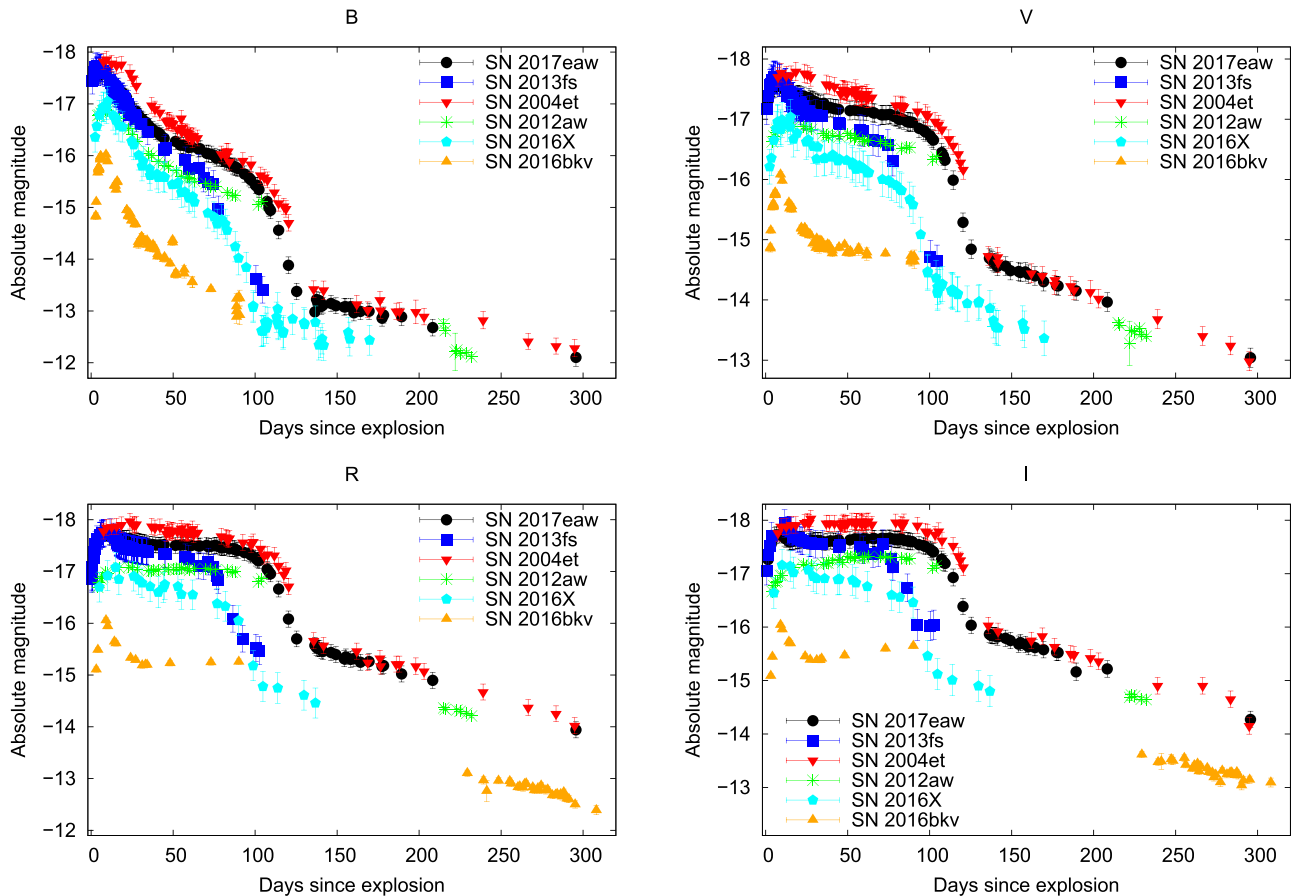 B
−18
−17
−16
−15
−14
−13
−12
Absolute magnitude
SN 2017eaw
SN 2013fs
SN 2004et
SN 2012aw
SN 2016X
SN 2016bkv
0 50 100 150 200 250 300
Days since explosion
V
−18
−17
−16
−15
−14
−13
Absolute magnitude
SN 2017eaw
SN 2013fs
SN 2004et
SN 2012aw
SN 2016X
SN 2016bkv
0 50 100 150 200 250 300
Days since explosion
R
−18
−17
−16
−15
−14
−13
−12
Absolute magnitude
SN 2017eaw
SN 2013fs
SN 2004et
SN 2012aw
SN 2016X
SN 2016bkv
0 50 100 150 200 250 300
Days since explosion
I
−18
−17
−16
−15
−14
−13
Absolute magnitude
SN 2017eaw
SN 2013fs
SN 2004et
SN 2012aw
SN 2016X
SN 2016bkv
0 50 100 150 200 250 300
Days since explosion